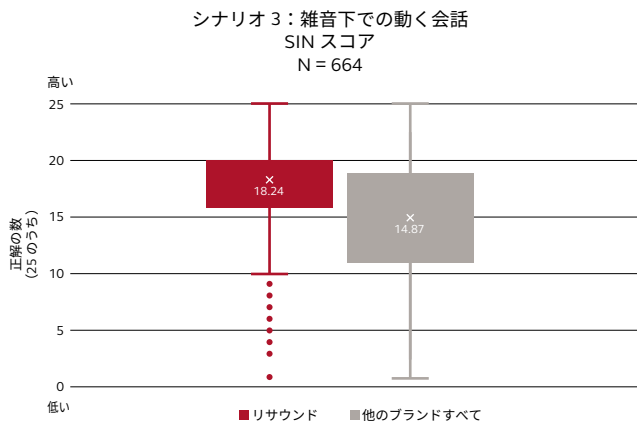 シナリオ 3：雑音下での動く会話
SIN スコア
N = 664
高い
25
20
15
10
5
0
低い
正解の数
(25 のうち)
×
18.24
×
14.87
リサウンド
他のブランドすべて